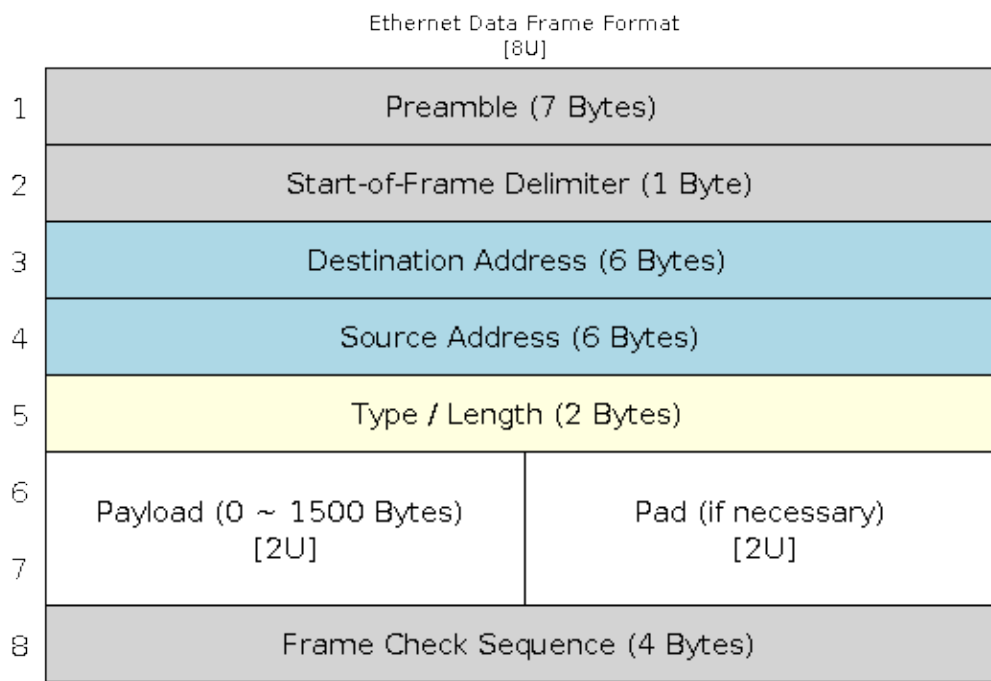 Ethernet Data Frame Format
[8U]
1
Preamble (7 Bytes)
2
Start-of-Frame Delimiter (1 Byte)
3
Destination Address (6 Bytes)
4
Source Address (6 Bytes)
5
Type / Length (2 Bytes)
6
Payload (0 ~ 1500 Bytes)
[2U]
Pad (if necessary)
[2U]
7
8
Frame Check Sequence (4 Bytes)